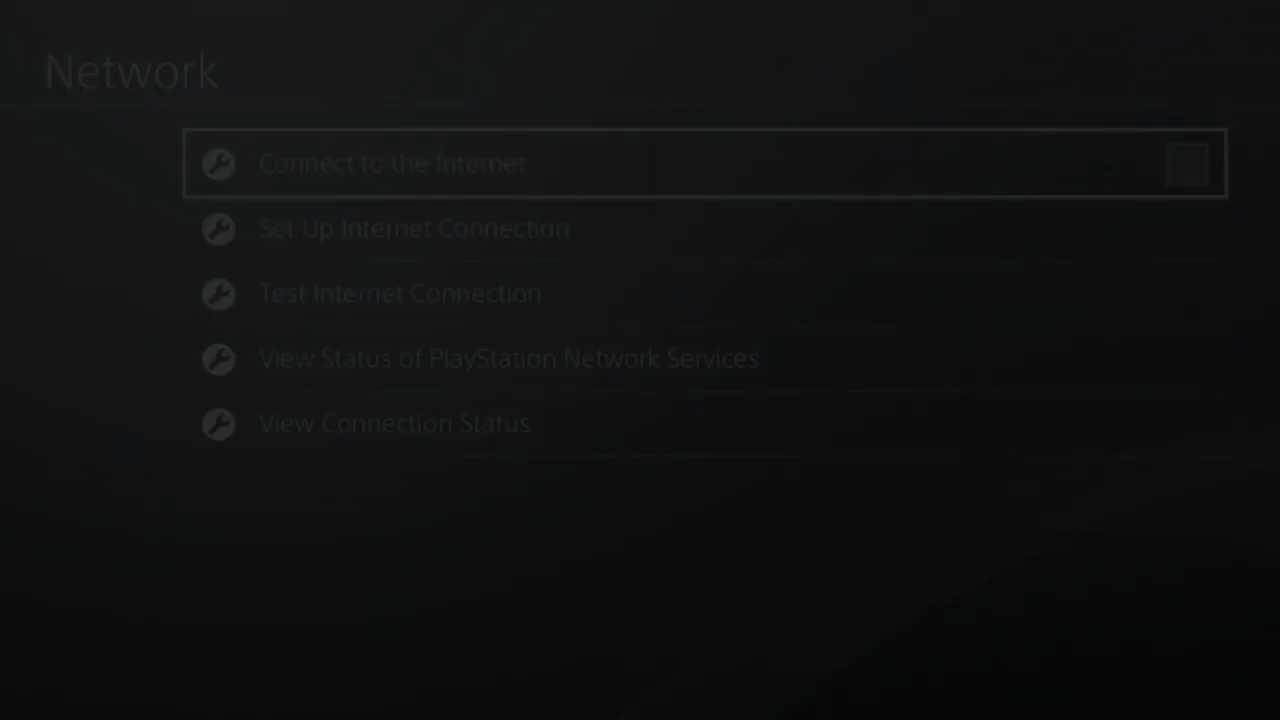 Network
Connect to the Internet
Set Up Internet Connection
Test Internet Connection
View Status of PlayStation Network Services
View Connection Status